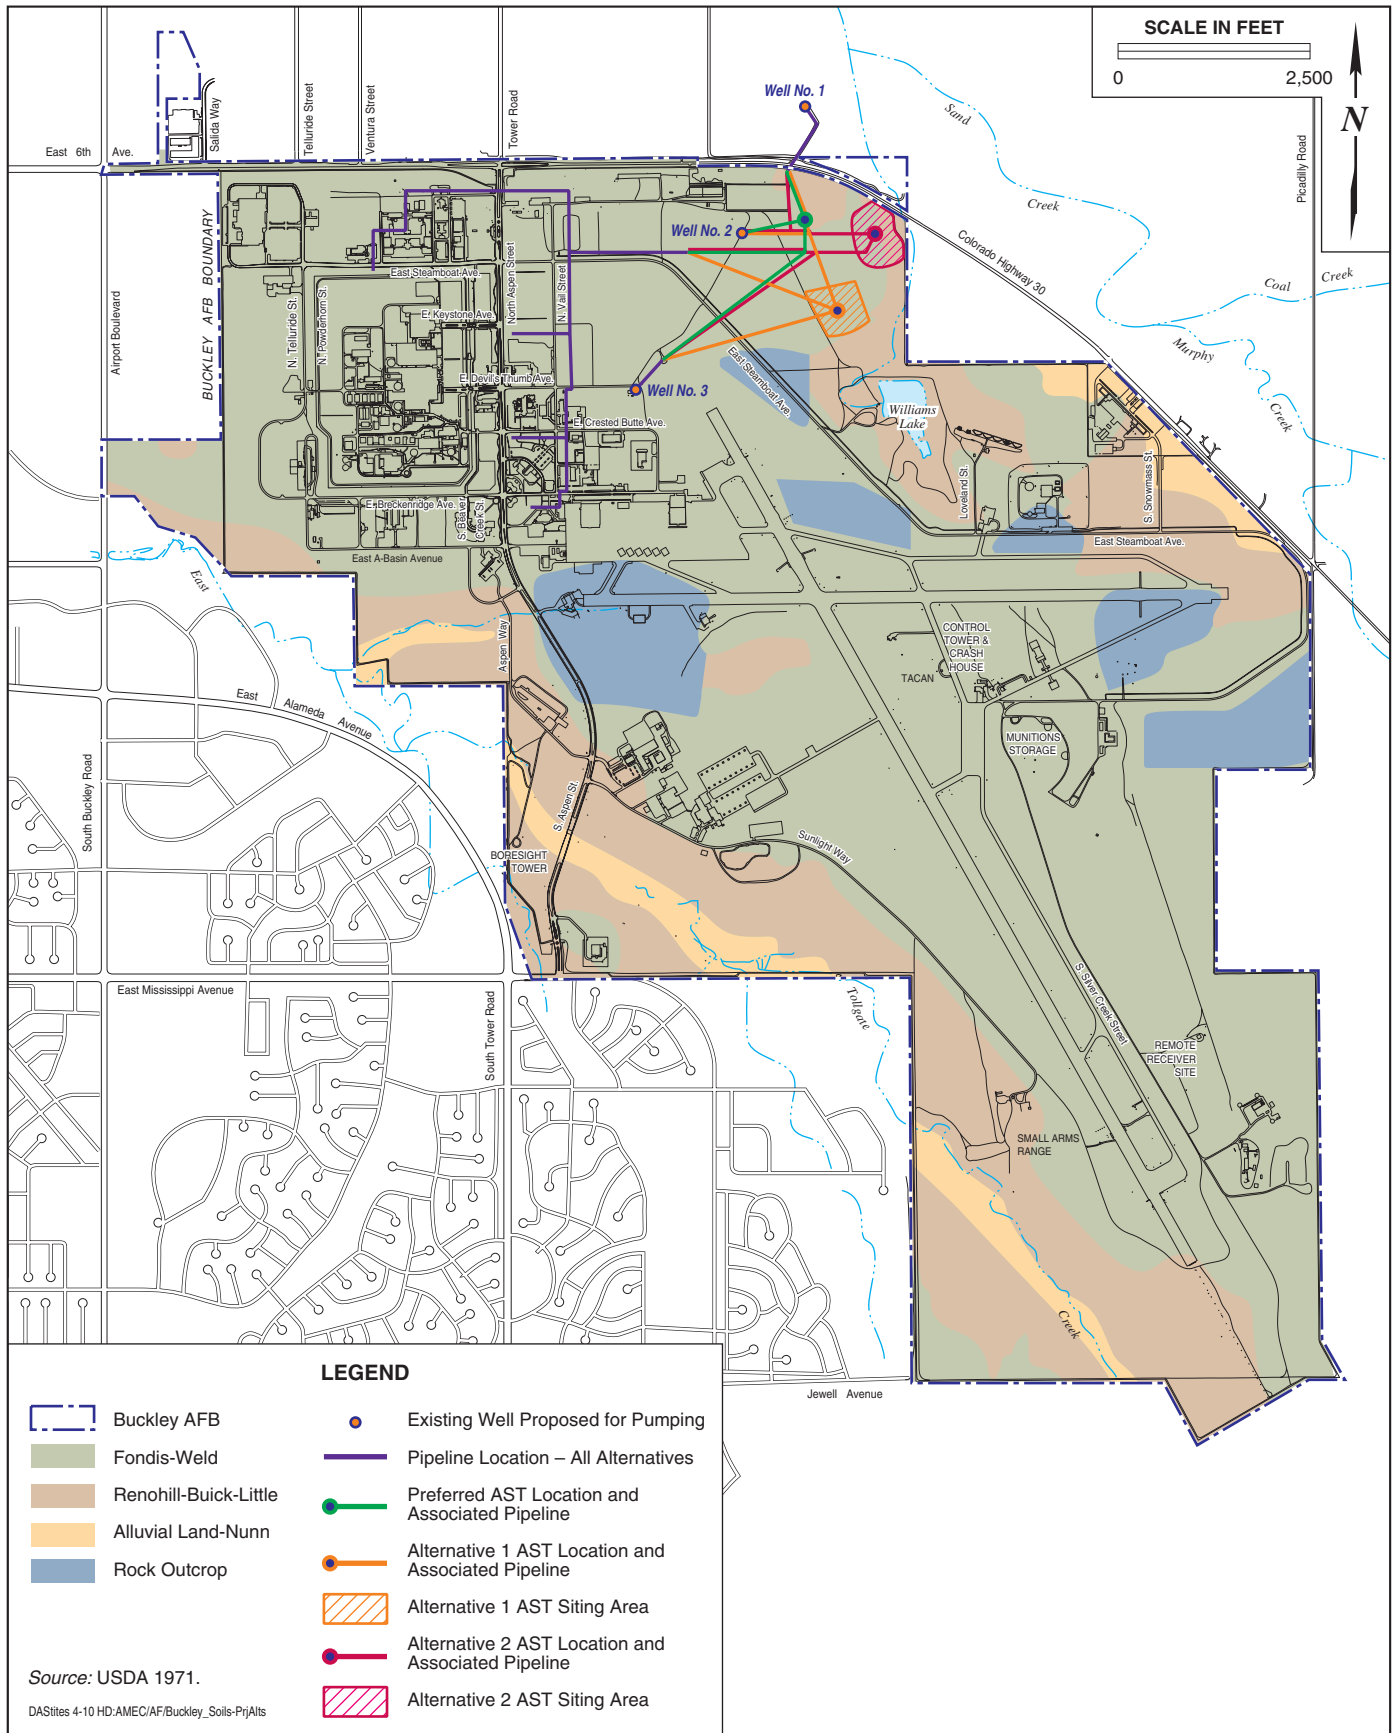 SCALE IN FEET
0
2,500
N
Well No. 1
Salida Way
Telluride Street
Ventura Street
Tower Road
Sand
Creek
Picadilly Road
East 6th Ave.
BUCKLEY AFB BOUNDARY
Airport Boulevard
Well No. 2
Colorado Highway 30
Coal
Creek
East Steamboat Ave.
North Aspen Street
N. Vail Street
N. Telluride St.
N. Powderhorn St.
E. Keystone Ave.
Murphy
Creek
East Steamboat Ave.
E. Devil's Thumb Ave.
Well No. 3
Williams
Lake
E. Crested Butte Ave.
Loveland St.
S. Snowmass St.
E. Breckenridge Ave.
S. Beaver
Creek St.
East Steamboat Ave.
East A-Basin Avenue
East
Aspen Way
CONTROL
TOWER &
CRASH
HOUSE
TACAN
East
Alameda
Avenue
MUNITIONS
STORAGE
South Buckley Road
S. Aspen St.
Sunlight Way
BORESIGHT
TOWER
East Mississippi Avenue
South Tower Road
Tollgate
S. Silver Creek Street
REMOTE
RECEIVER
SITE
SMALL ARMS
RANGE
Creek
Jewell Avenue
LEGEND
Buckley AFB
Fondis-Weld
Renohill-Buick-Little
Alluvial Land-Nunn
Rock Outcrop
Existing Well Proposed for Pumping
Pipeline Location – All Alternatives
Preferred AST Location and
Associated Pipeline
Alternative 1 AST Location and
Associated Pipeline
Alternative 1 AST Siting Area
Alternative 2 AST Location and
Associated Pipeline
Alternative 2 AST Siting Area
Source: USDA 1971.
DAStites 4-10 HD:AMEC/AF/Buckley_Soils-PrjAlts